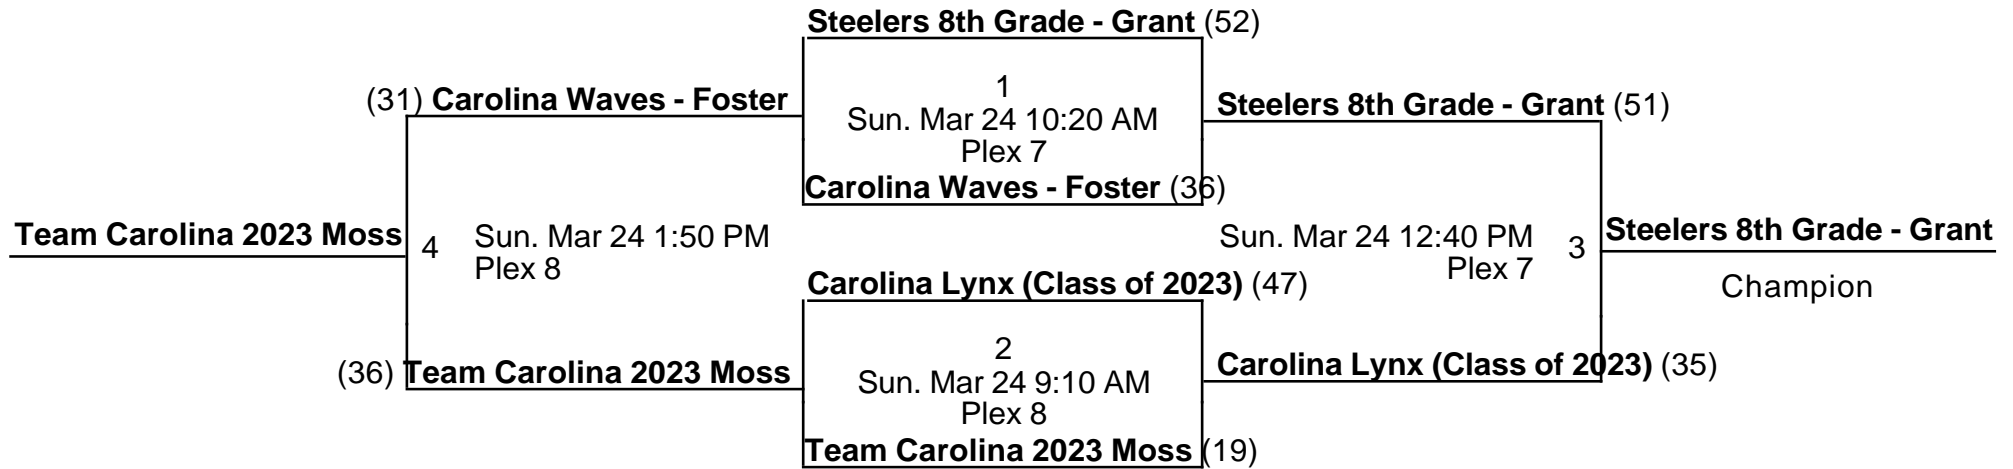 Steelers 8th Grade - Grant (52)
(31) Carolina Waves - Foster
1
Sun. Mar 24 10:20 AM
Plex 7
Steelers 8th Grade - Grant (51)
Carolina Waves - Foster (36)
Team Carolina 2023 Moss
4
Sun. Mar 24 1:50 PM
Plex 8
Sun. Mar 24 12:40 PM
Plex 7
3
Steelers 8th Grade - Grant
Champion
Carolina Lynx (Class of 2023) (47)
(36) Team Carolina 2023 Moss
2
Sun. Mar 24 9:10 AM
Plex 8
Carolina Lynx (Class of 2023) (35)
Team Carolina 2023 Moss (19)